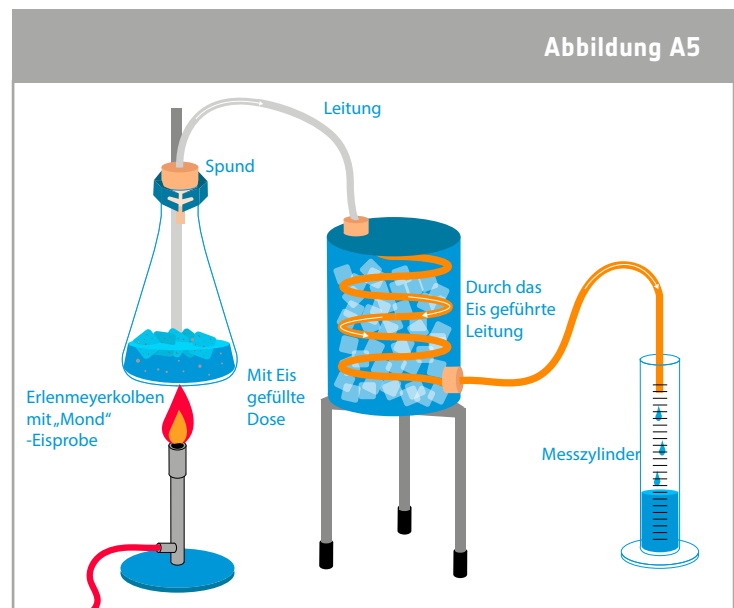 Abbildung A5
Leitung
Spund
Durch das
Eis geführte
Leitung
Mit Eis
gefüllte
Dose
Erlenmeyerkolben
mit „Mond“
-Eisprobe
Messzylinder